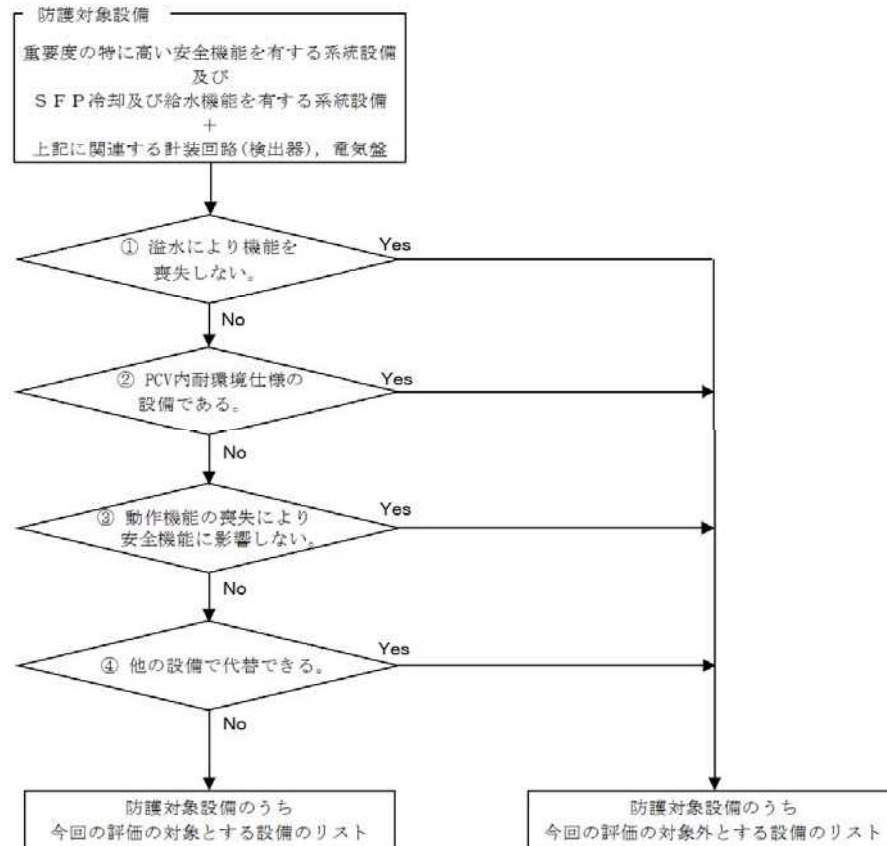 防護対象設備
重要度の特に高い安全機能を有する系統設備
及び
ＳＦＰ冷却及び給水機能を有する系統設備
＋
上記に関連する計装回路(検出器)，電気盤
① 溢水により機能を
喪失しない。
Yes
No
② PCV内耐環境仕様の
設備である。
Yes
No
③ 動作機能の喪失により
安全機能に影響しない。
Yes
No
④ 他の設備で代替できる。
Yes
No
防護対象設備のうち
今回の評価の対象とする設備のリスト
防護対象設備のうち
今回の評価の対象外とする設備のリスト